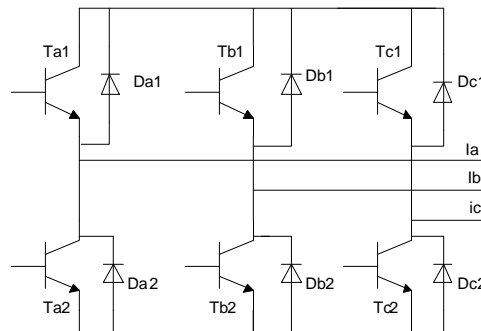 Ta1
Da1
Tb1
Db1
Tc1
Dc1
Ia
Ib
ic
Ta2
Da2
Tb2
Db2
Tc2
Dc2